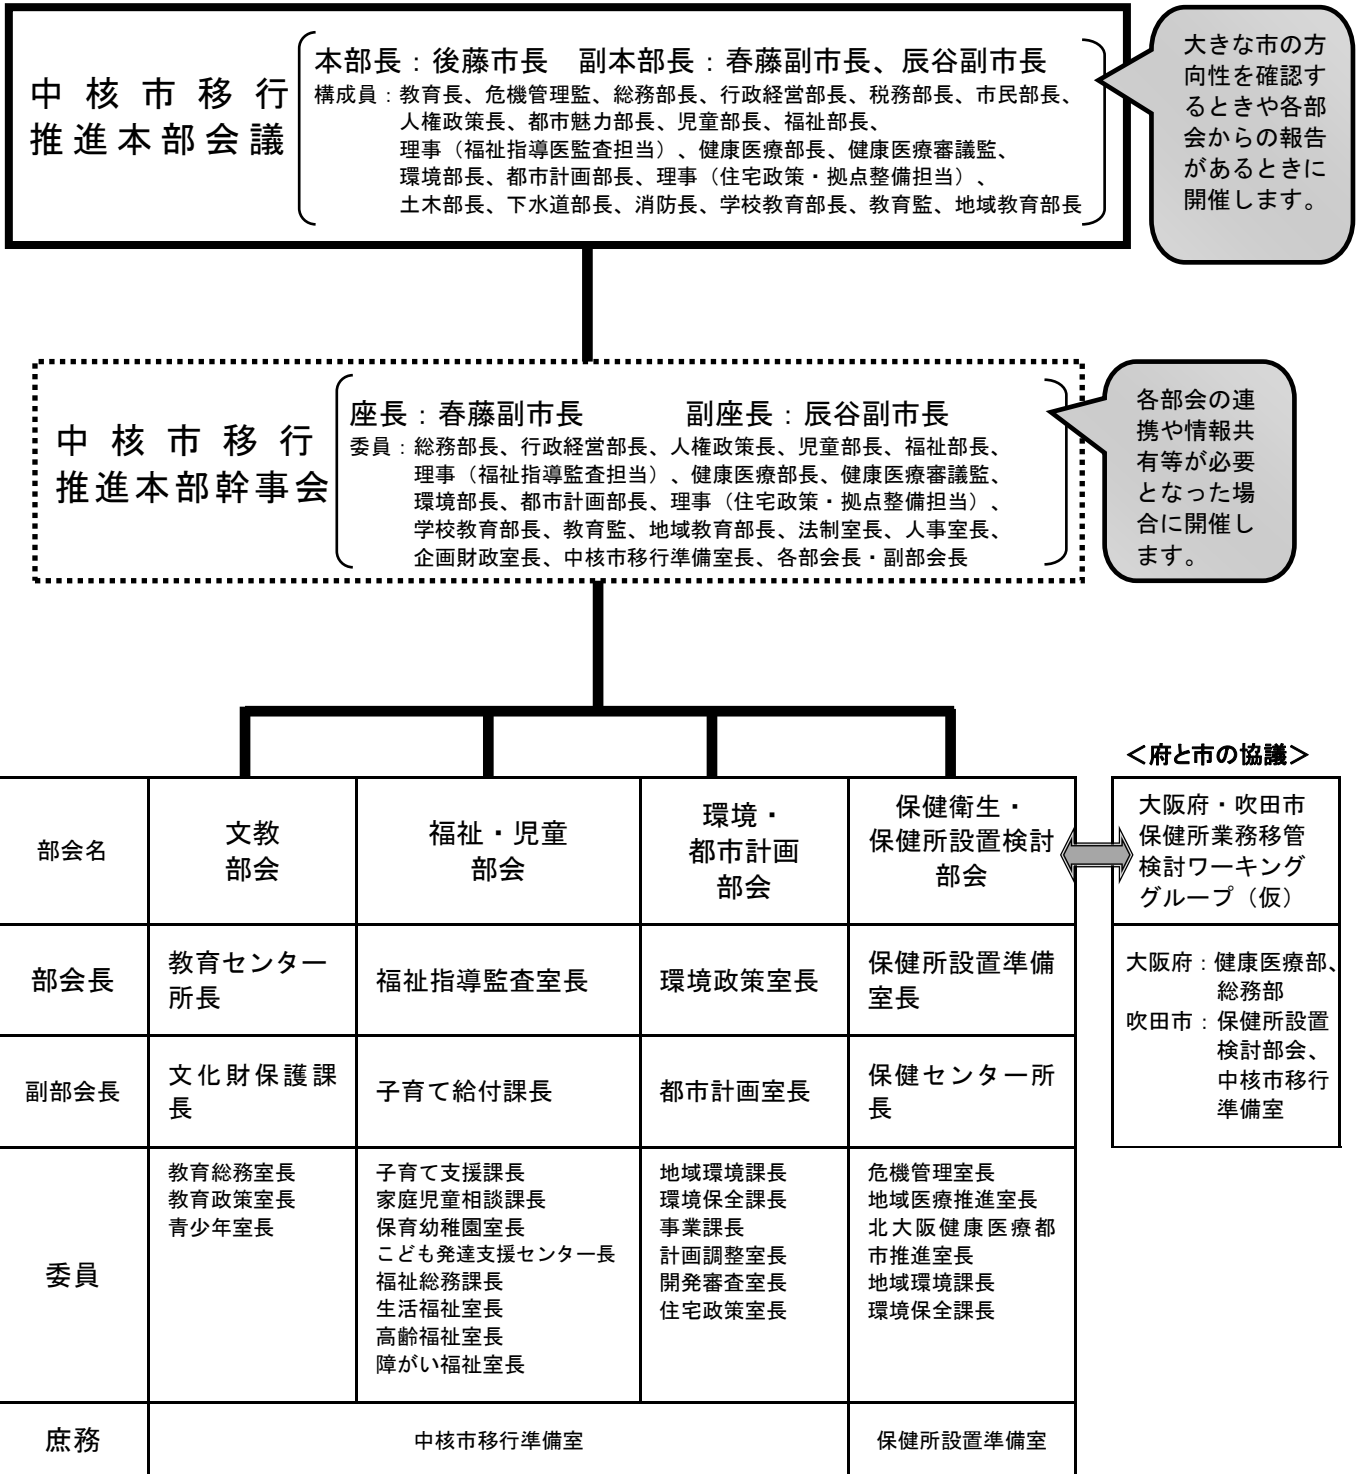 中核市移行
推進本部会議
本部長：後藤市長　副本部長：春藤副市長、辰谷副市長
構成員：教育長、危機管理監、総務部長、行政経営部長、税務部長、市民部長、
人権政策長、都市魅力部長、児童部長、福祉部長、
理事（福祉指導医監査担当）、健康医療部長、健康医療審議監、
環境部長、都市計画部長、理事（住宅政策・拠点整備担当）、
土木部長、下水道部長、消防長、学校教育部長、教育監、地域教育部長
大きな市の方
向性を確認す
るときや各部
会からの報告
があるときに
開催します。
中核市移行
推進本部幹事会
座長：春藤副市長　副座長：辰谷副市長
委員：総務部長、行政経営部長、人権政策長、児童部長、福祉部長、
理事（福祉指導監査担当）、健康医療部長、健康医療審議監、
環境部長、都市計画部長、理事（住宅政策・拠点整備担当）、
学校教育部長、教育監、地域教育部長、法制室長、人事室長、
企画財政室長、中核市移行準備室長、各部会長・副部会長
各部会の連
携や情報共
有等が必要
となった場
合に開催し
ます。
＜府と市の協議＞
部会名
文教
部会
福祉・児童
部会
環境・
都市計画
部会
保健衛生・
保健所設置検討
部会
大阪府・吹田市
保健所業務移管
検討ワーキング
グループ（仮）
部会長
教育センター
所長
福祉指導監査室長
環境政策室長
保健所設置準備
室長
大阪府：健康医療部、
総務部
吹田市：保健所設置
検討部会、
中核市移行
準備室
副部会長
文化財保護課
長
子育て給付課長
都市計画室長
保健センター所
長
委員
教育総務室長
教育政策室長
青少年室長
子育て支援課長
家庭児童相談課長
保育幼稚園室長
こども発達支援センター長
福祉総務課長
生活福祉室長
高齢福祉室長
障がい福祉室長
地域環境課長
環境保全課長
事業課長
計画調整室長
開発審査室長
住宅政策室長
危機管理室長
地域医療推進室長
北大阪健康医療都
市推進室長
地域環境課長
環境保全課長
庶務
中核市移行準備室
保健所設置準備室